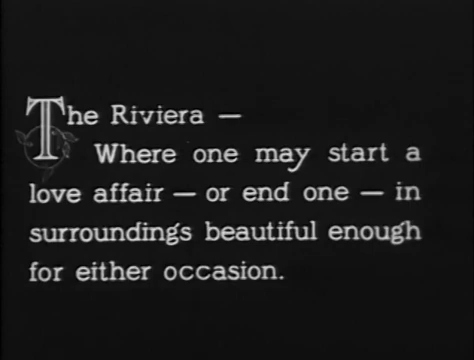 The Riviera —
Where one may start a
love affair — or end one — in
surroundings beautiful enough
for either occasion.